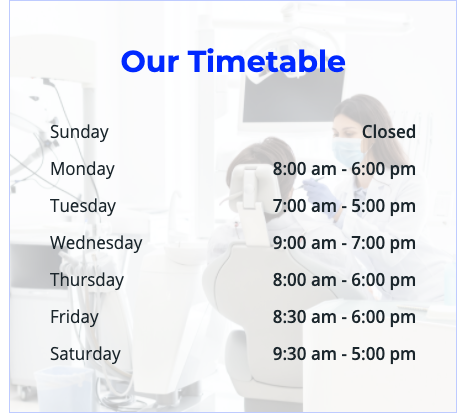 Our Timetable
Sunday Closed
Monday 8:00 am - 6:00 pm
Tuesday 7:00 am - 5:00 pm
Wednesday 9:00 am - 7:00 pm
Thursday 8:00 am - 6:00 pm
Friday 8:30 am - 6:00 pm
Saturday 9:30 am - 5:00 pm